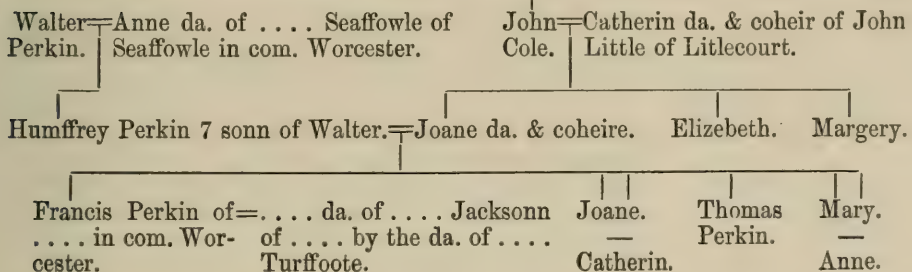 Walter=Anne da. of .... Seaffowle of
Perkin. Seaffowle in com. Worcester.
John=Catherin da. & coheir of John
Cole. Little of Litlecourt.
Humffrey Perkin 7 sonn of Walter.=Joane da. & coheire. Elizebeth. Margery.
Francis Perkin of=.... da. of .... Jacksonn
.... in com. Wor- of .... by the da. of ....
cester. Turffoote.
Joane.
—
Catherin.
Thomas
Perkin.
Mary.
—
Anne.